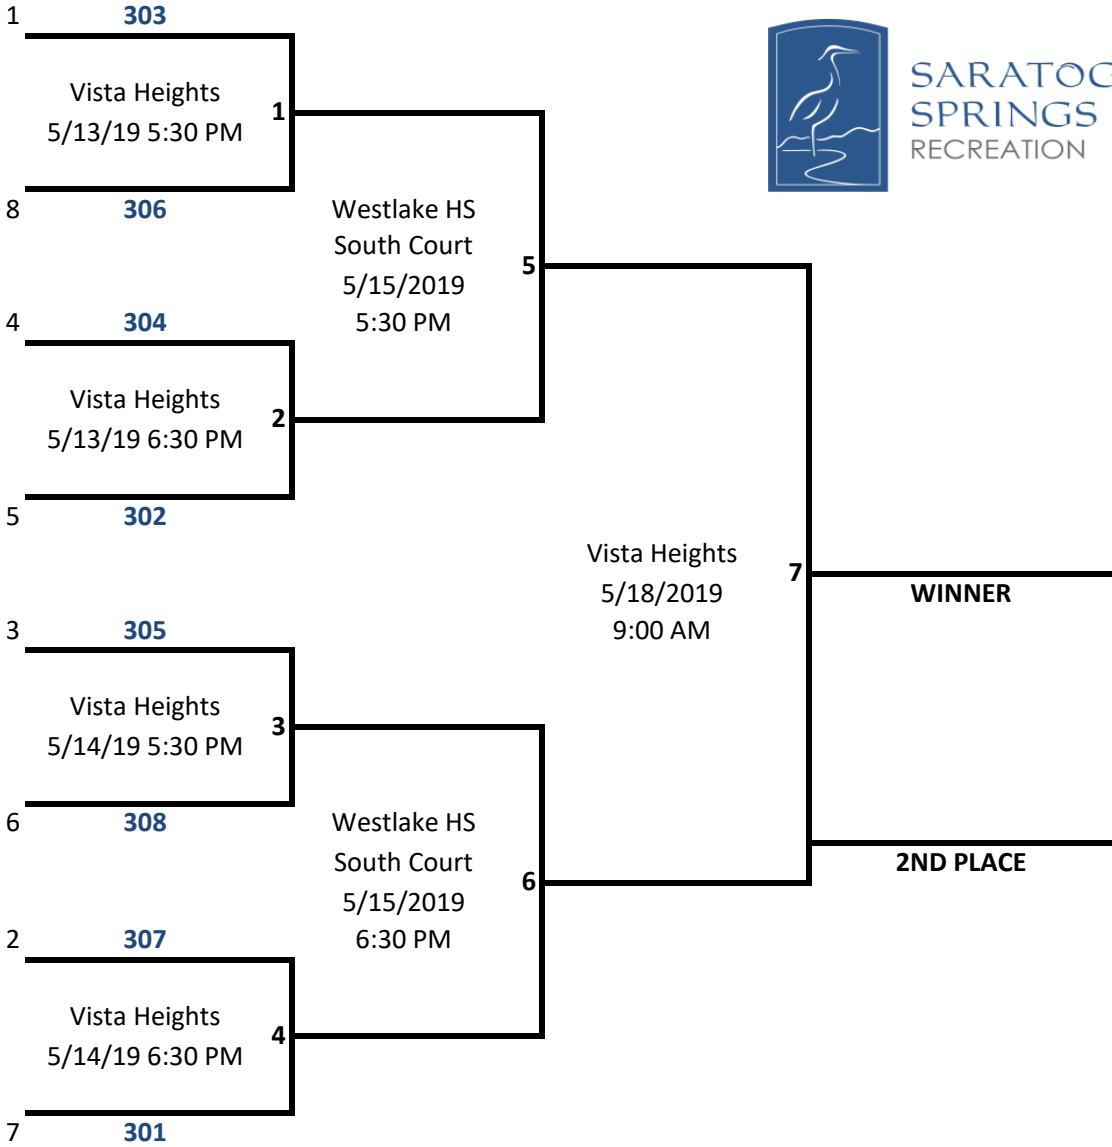 1 303
Vista Heights
5/13/19 5:30 PM
1
8 306
SARATOG
SPRINGS
RECREATION
Westlake HS
South Court
5/15/2019
5:30 PM
5
4 304
Vista Heights
5/13/19 6:30 PM
2
5 302
Vista Heights
5/18/2019
9:00 AM
7
WINNER
3 305
Vista Heights
5/14/19 5:30 PM
3
6 308
Westlake HS
South Court
5/15/2019
6:30 PM
6
2ND PLACE
2 307
Vista Heights
5/14/19 6:30 PM
4
7 301